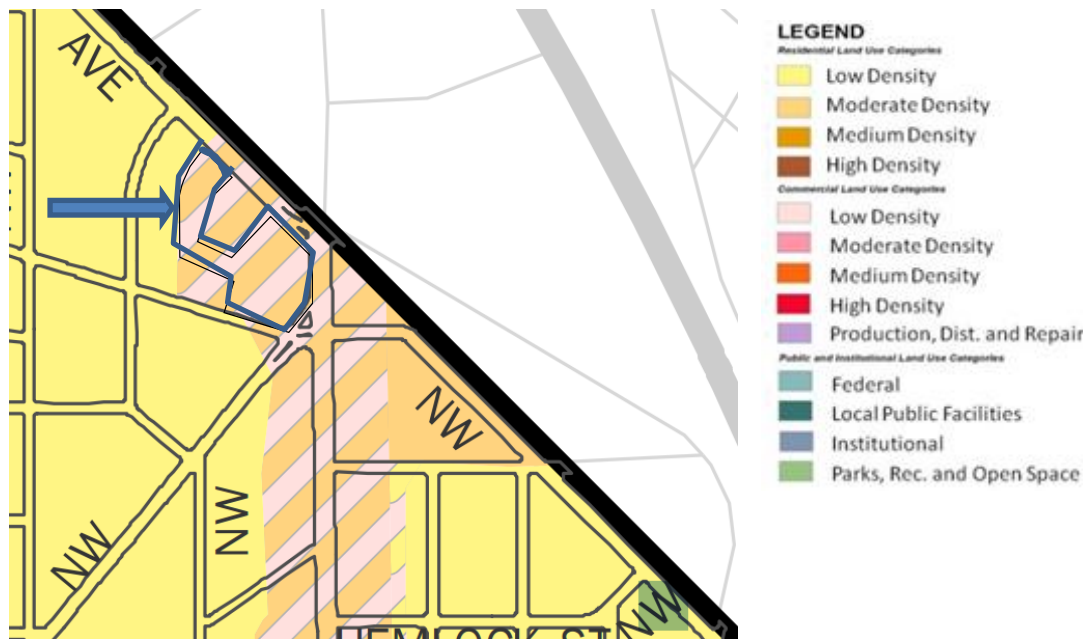 AVE
NW
NW
NW
NW
HEMLOCK ST
LEGEND
Residential Land Use Categories
Low Density
Moderate Density
Medium Density
High Density
Commercial Land Use Categories
Low Density
Moderate Density
Medium Density
High Density
Production, Dist. and Repair
Public and Institutional Land Use Categories
Federal
Local Public Facilities
Institutional
Parks, Rec. and Open Space